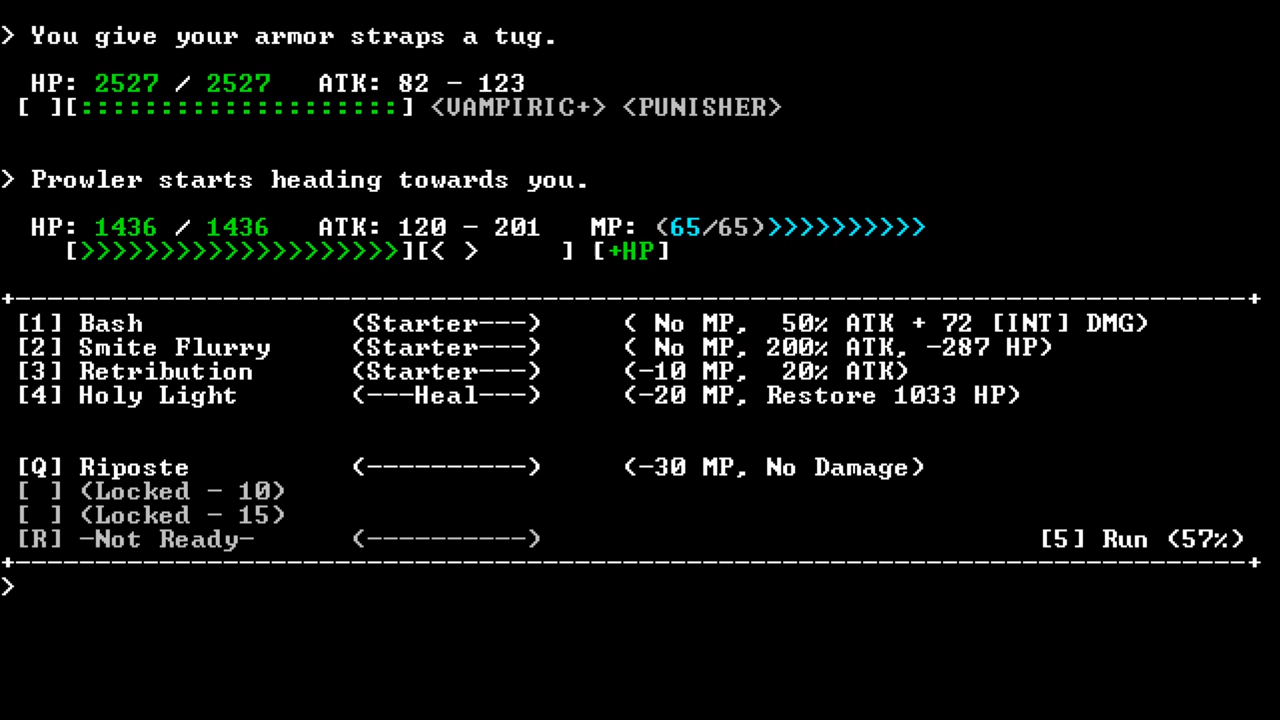 > You give your armor straps a tug.
HP: 2527 / 2527   ATK: 82 - 123
[ ][::::::::::::::::::::] <VAMPIRIC+> <PUNISHER>
> Prowler starts heading towards you.
HP: 1436 / 1436   ATK: 120 - 201   MP: (65/65)>>>>>>>>>>
[>>>>>>>>>>>>>>>>>>>>][< >     ] [+HP]
+------------------------------------------------------------------------------+
[1] Bash             (Starter---)     ( No MP,  50% ATK + 72 [INT] DMG)
[2] Smite Flurry     (Starter---)     ( No MP, 200% ATK, -287 HP)
[3] Retribution      (Starter---)     (-10 MP,  20% ATK)
[4] Holy Light       (---Heal---)     (-20 MP, Restore 1033 HP)
[Q] Riposte          (----------)     (-30 MP, No Damage)
[ ] (Locked - 10)
[ ] (Locked - 15)
[R] -Not Ready-      (----------)                               [5] Run (57%)
+------------------------------------------------------------------------------+
>